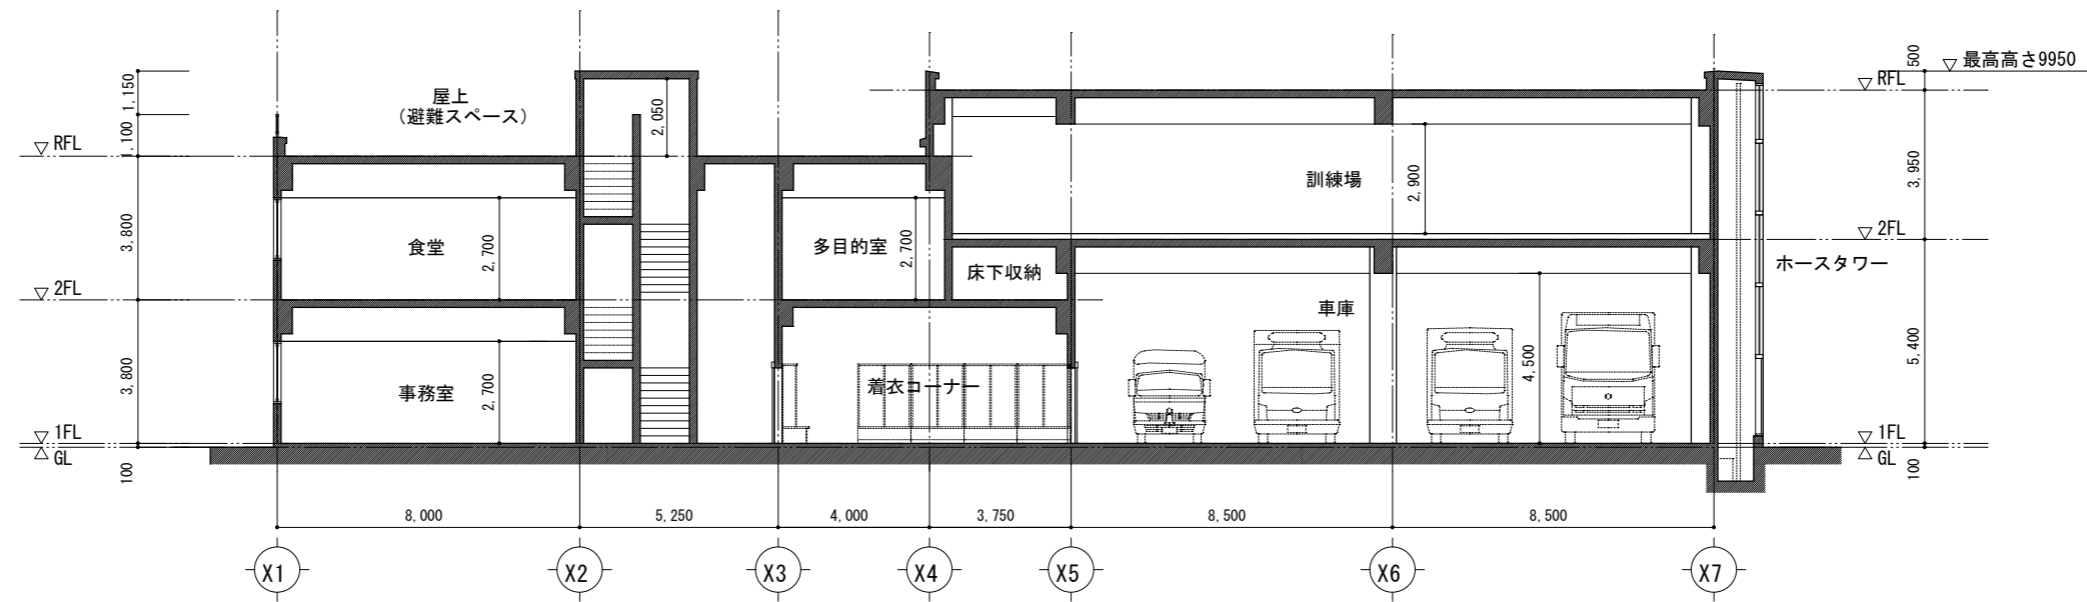 500
最高高さ9950
1,150
屋上
(避難スペース)
2,050
RFL
1,100
RFL
訓練場
2,900
3,950
3,800
食堂
2,700
多目的室
2,700
床下収納
2FL
ホースタワー
2FL
車庫
4,500
5,400
3,800
事務室
2,700
着衣コーナー
1FL
GL
100
1FL
GL
100
8,000
5,250
4,000
3,750
8,500
8,500
X1
X2
X3
X4
X5
X6
X7